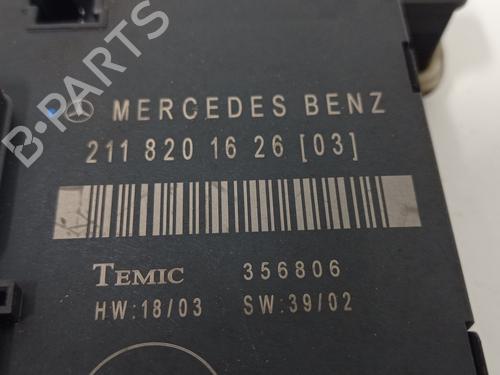 MERCEDES BENZ
211 820 16 26 [03]
TEMIC 356806
HW:18/03 SW:39/02
B-PARTS